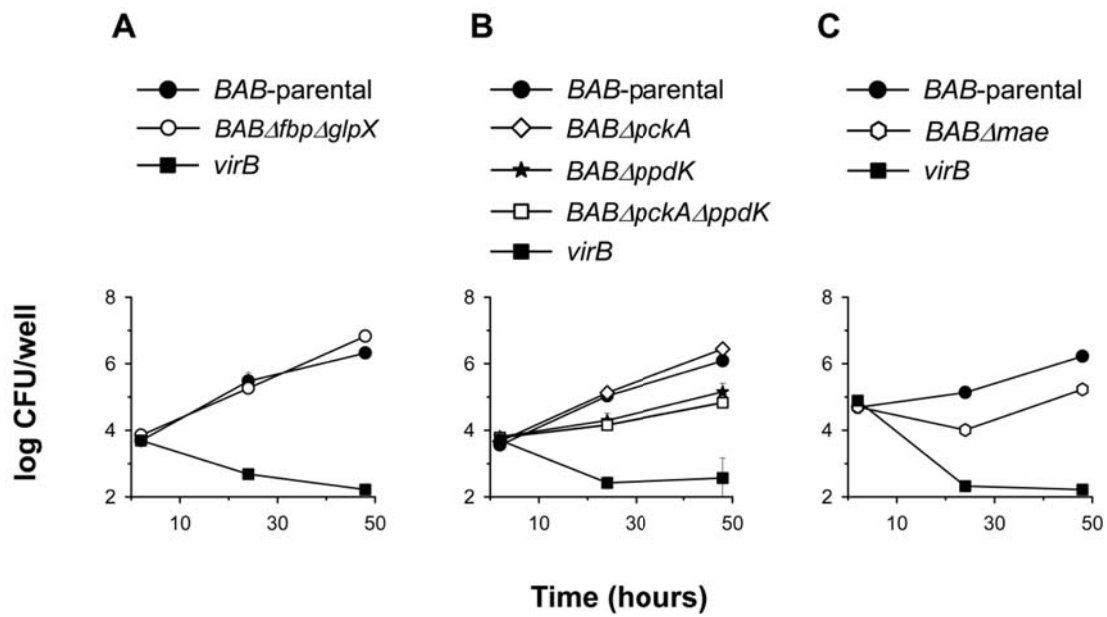 A
BAB-parental
BABΔfbpΔglpX
virB
B
BAB-parental
BABΔpckA
BABΔppdK
BABΔpckAΔppdK
virB
C
BAB-parental
BABΔmae
virB
log CFU/well
8
6
4
2
10
30
50
8
6
4
2
10
30
50
8
6
4
2
10
30
50
Time (hours)